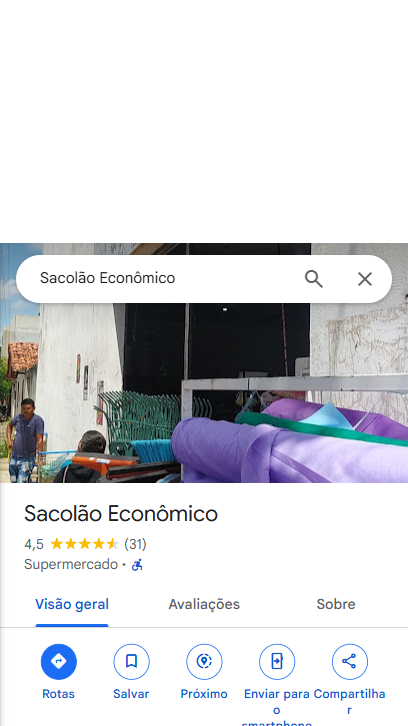 Sacolão Econômico
Sacolão Econômico
4,5 (31)
Supermercado ·
Visão geral Avaliações Sobre
Rotas Salvar Próximo Enviar para o smartphone Compartilhar